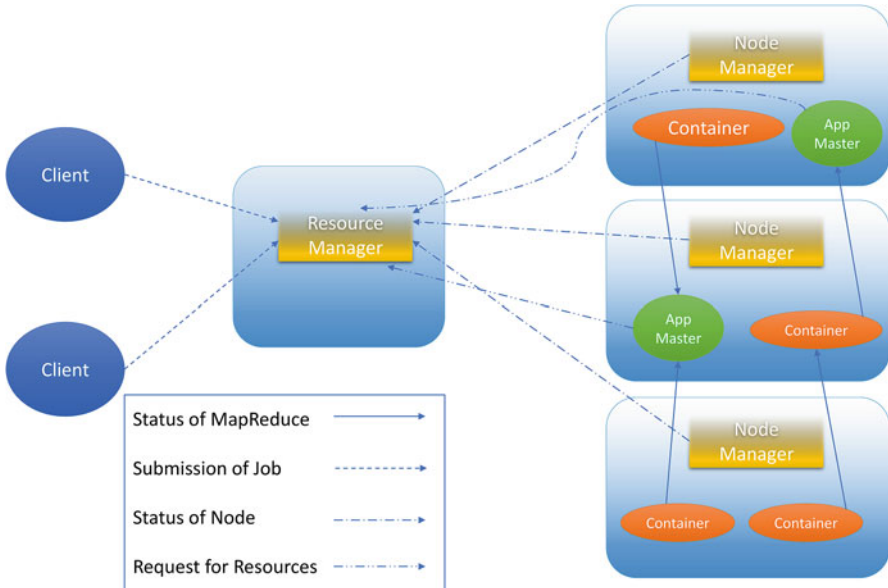 Node
Manager
Container
App
Master
Client
Resource
Manager
Node
Manager
App
Master
Container
Client
Status of MapReduce
Submission of Job
Status of Node
Request for Resources
Node
Manager
Container
Container